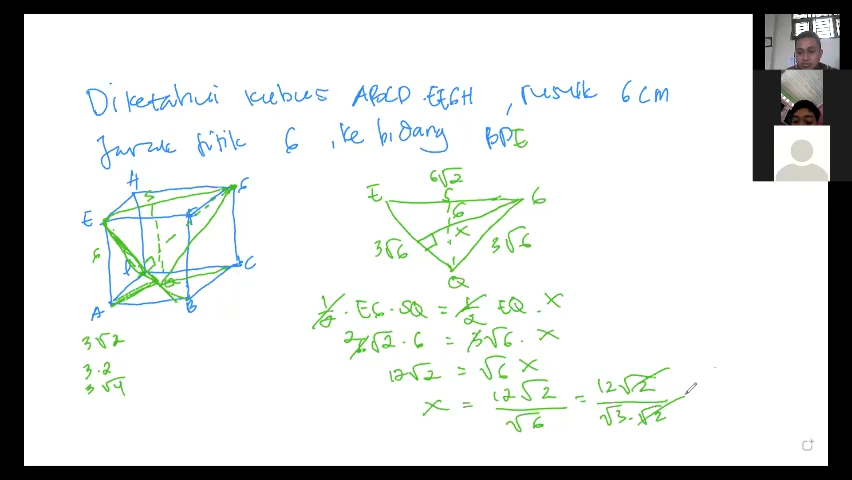 Diketahui kubus ABCD.EFGH, rusuk 6 cm
Jarak titik G, ke bidang BDE
H
S
G
E
F
6
D
Q
C
A
B
3√2
3.2
3√4
6√2
E
S
G
6
x
3√6
3√6
Q
1/2 . EG . SQ = 1/2 EQ . x
2 6√2 . 6 = 3√6 . x
12√2 = √6 x
x = 12√2 / √6 = 12√2 / √3 . √2